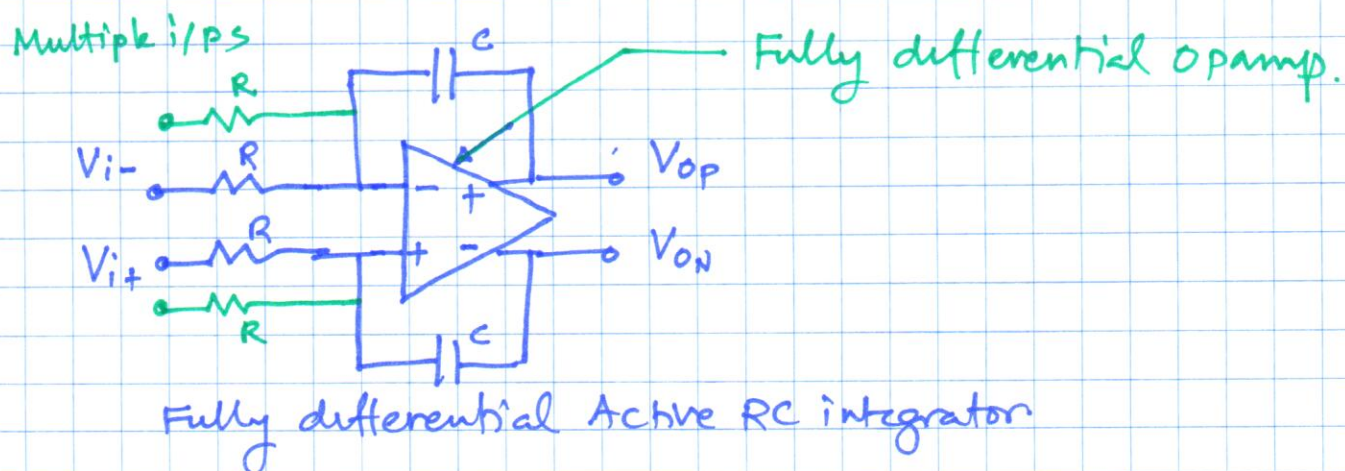 Multiple i/ps
C
Fully differential opamp.
R
Vi-
R
-
+
VOP
R
Vi+
+
-
VON
R
C
Fully differential Active RC integrator